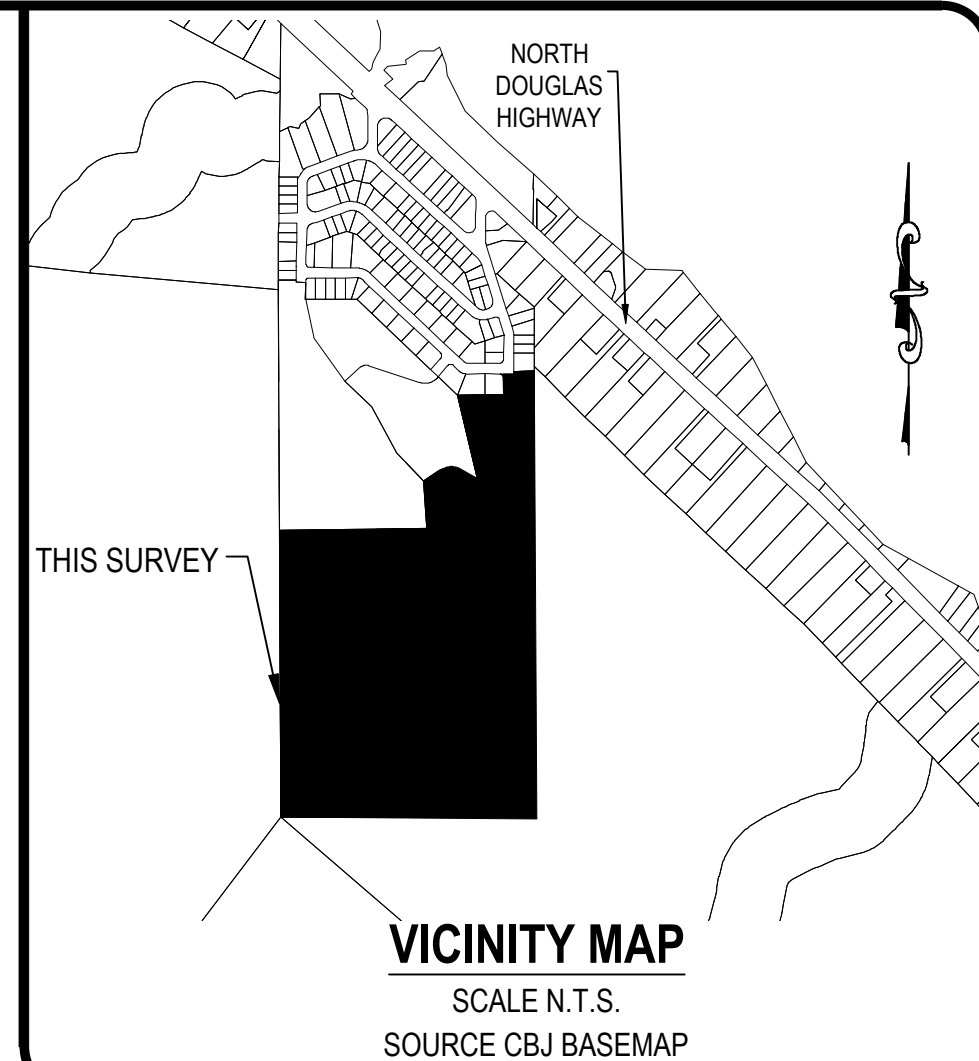 NORTH
DOUGLAS
HIGHWAY
THIS SURVEY
VICINITY MAP
SCALE N.T.S.
SOURCE CBJ BASEMAP